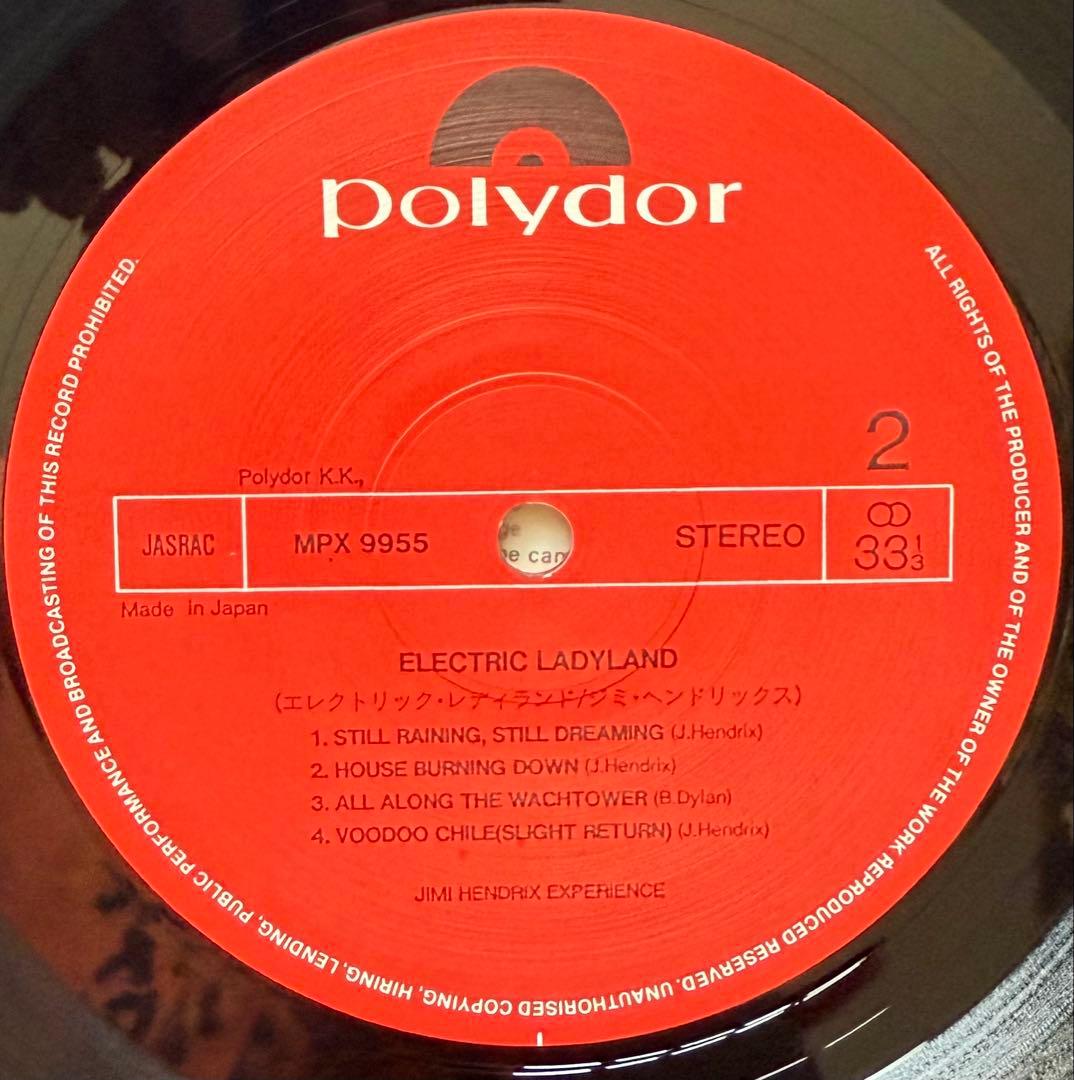 polydor
ALL RIGHTS OF THE PRODUCER AND OF THE OWNER OF THE WORK REPRODUCED RESERVED. UNAUTHORISED COPYING, HIRING, LENDING, PUBLIC PERFORMANCE AND BROADCASTING OF THIS RECORD PROHIBITED.
2
Polydor K.K.,
JASRAC MPX 9955 STEREO 33 1/3
Made in Japan
ELECTRIC LADYLAND
(エレクトリック・レディランド/ジミ・ヘンドリックス)
1. STILL RAINING, STILL DREAMING (J.Hendrix)
2. HOUSE BURNING DOWN (J.Hendrix)
3. ALL ALONG THE WACHTOWER (B.Dylan)
4. VOODOO CHILE(SLIGHT RETURN) (J.Hendrix)
JIMI HENDRIX EXPERIENCE